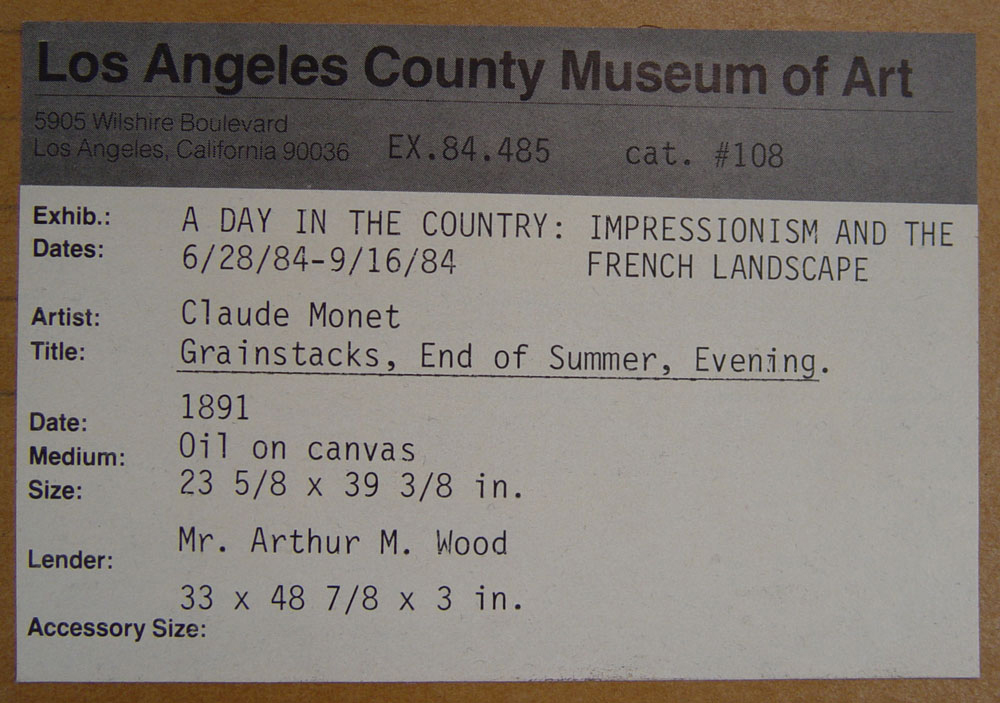 Los Angeles County Museum of Art
5905 Wilshire Boulevard
Los Angeles, California 90036 EX.84.485 cat. #108
Exhib.: A DAY IN THE COUNTRY: IMPRESSIONISM AND THE
Dates: 6/28/84-9/16/84 FRENCH LANDSCAPE
Artist: Claude Monet
Title: Grainstacks, End of Summer, Evening.
Date: 1891
Medium: Oil on canvas
Size: 23 5/8 x 39 3/8 in.
Lender: Mr. Arthur M. Wood
33 x 48 7/8 x 3 in.
Accessory Size: